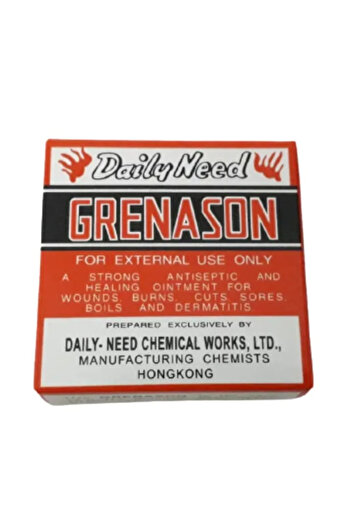 Daily Need
GRENASON
FOR EXTERNAL USE ONLY
A STRONG ANTISEPTIC AND
HEALING OINTMENT FOR
WOUNDS, BURNS, CUTS, SORES,
BOILS AND DERMATITIS
PREPARED EXCLUSIVELY BY
DAILY- NEED CHEMICAL WORKS, LTD.,
MANUFACTURING CHEMISTS
HONGKONG